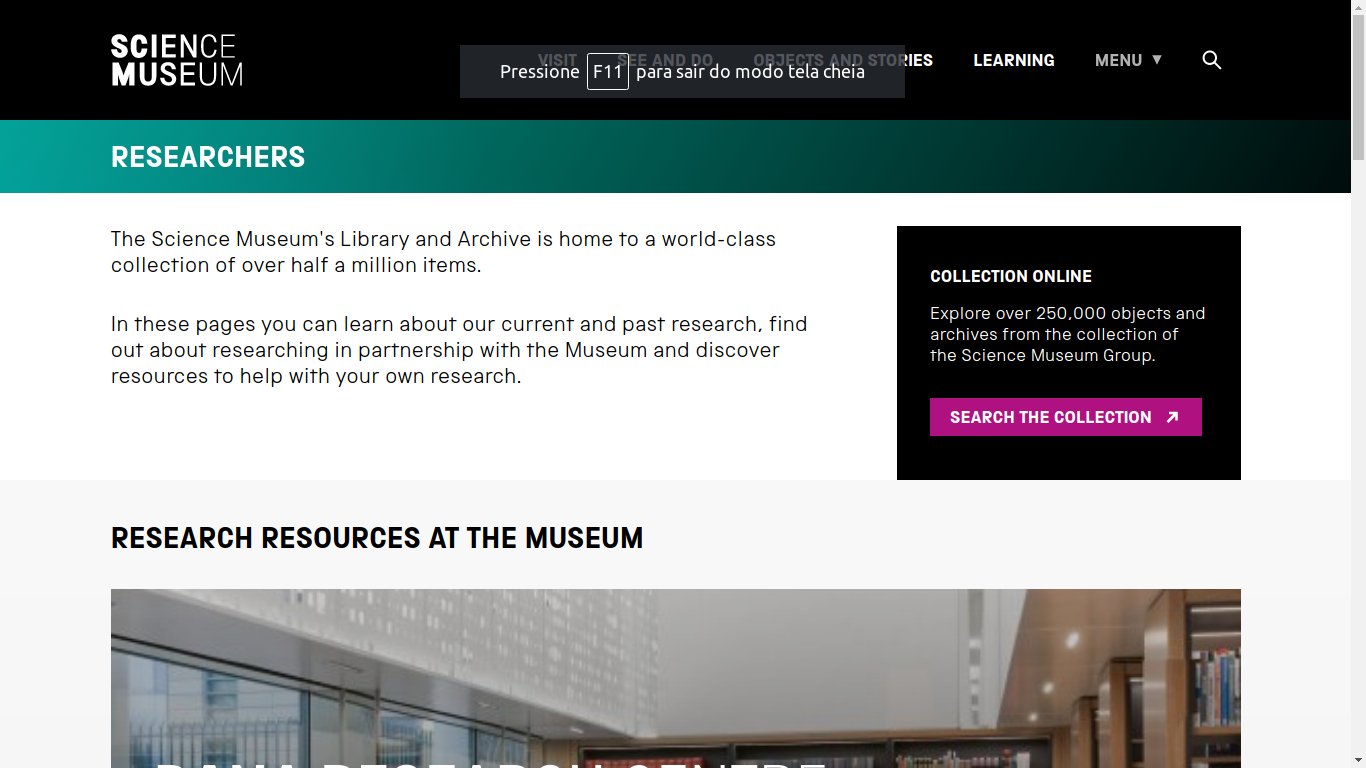 SCIENCE
MUSEUM
VISIT
SEE AND DO
OBJECTS AND STORIES
LEARNING
MENU ▼
Pressione F11 para sair do modo tela cheia
RESEARCHERS
The Science Museum's Library and Archive is home to a world-class
collection of over half a million items.
In these pages you can learn about our current and past research, find
out about researching in partnership with the Museum and discover
resources to help with your own research.
COLLECTION ONLINE
Explore over 250,000 objects and
archives from the collection of
the Science Museum Group.
SEARCH THE COLLECTION
RESEARCH RESOURCES AT THE MUSEUM
DANA RESEARCH CENTRE